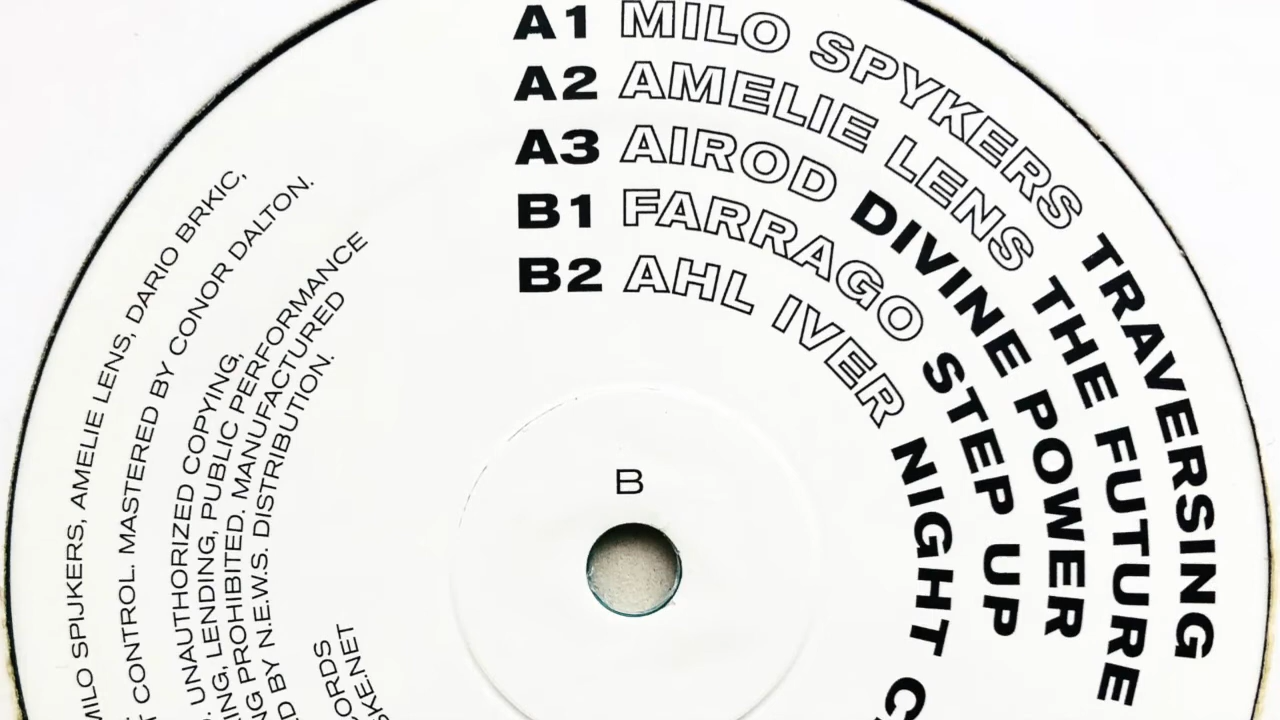 A1 MILO SPYKERS TRAVERSING
A2 AMELIE LENS THE FUTURE
A3 AIROD DIVINE POWER
B1 FARRAGO STEP UP
B2 AHL IVER NIGHT
B
MILO SPIJKERS, AMELIE LENS, DARIO BRKIC,
CONTROL. MASTERED BY CONOR DALTON.
UNAUTHORIZED COPYING,
LENDING, PUBLIC PERFORMANCE
PROHIBITED. MANUFACTURED
BY N.E.W.S. DISTRIBUTION.